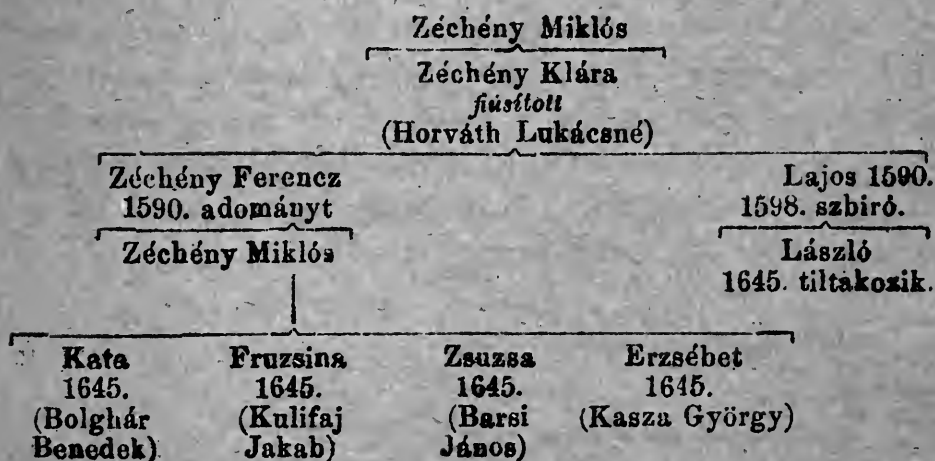 Zéchény Miklós
Zéchény Klára
fiúsított
(Horváth Lukácsné)
Zéchény Ferencz
1590. adományt
Lajos 1590.
1598. szbiró.
Zéchény Miklós
László
1645. tiltakozik.
Kata
1645.
(Bolghár
Benedek)
Fruzsina
1645.
(Kulifaj
Jakab)
Zsuzsa
1645.
(Barsi
János)
Erzsébet
1645.
(Kasza György)